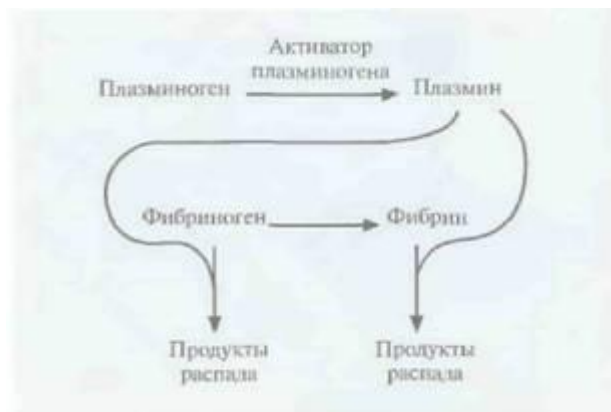 Активатор
плазминогена
Плазминоген
Плазмин
Фибриноген
Фибрин
Продукты
распада
Продукты
распада